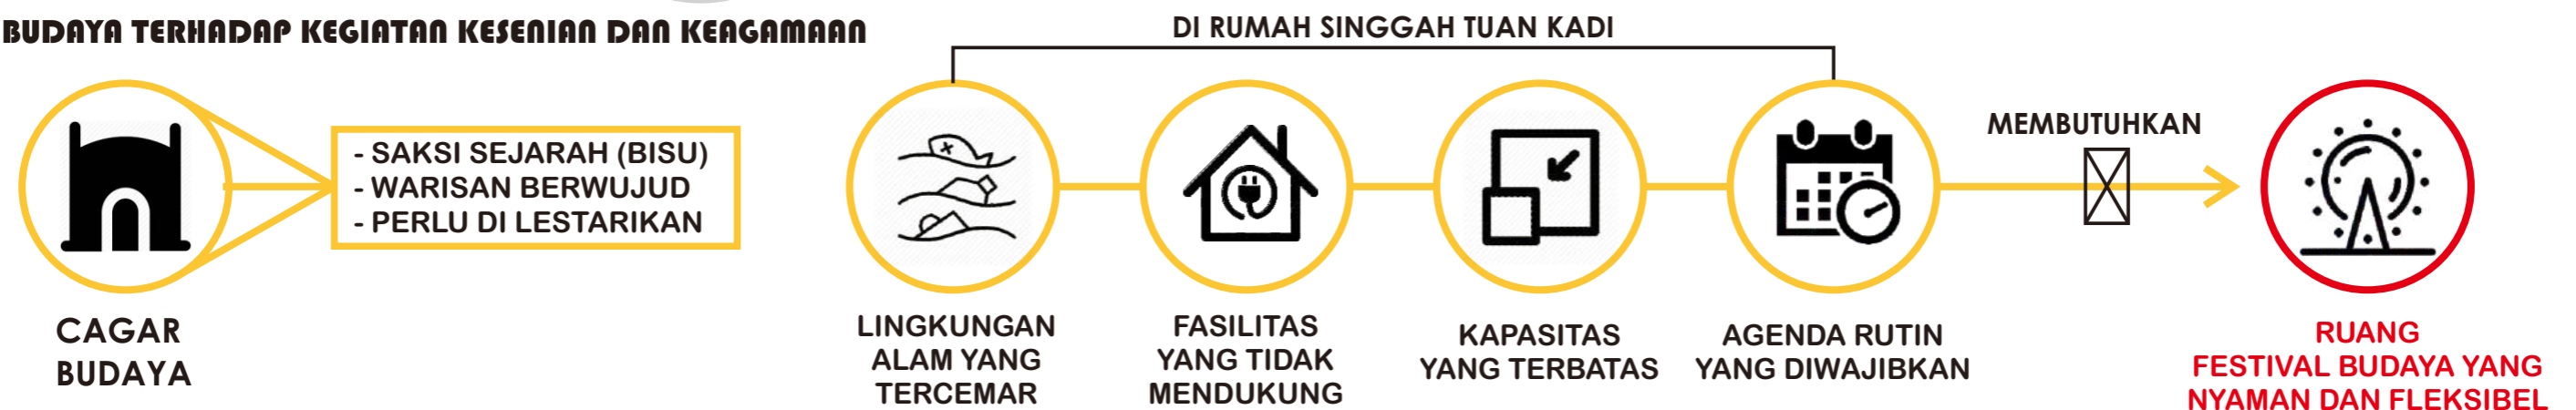 BUDAYA TERHADAP KEGIATAN KESENIAN DAN KEAGAMAAN
- SAKSI SEJARAH (BISU)
- WARISAN BERWUJUD
- PERLU DI LESTARIKAN
CAGAR
BUDAYA
DI RUMAH SINGGAH TUAN KADI
LINGKUNGAN
ALAM YANG
TERCEMAR
FASILITAS
YANG TIDAK
MENDUKUNG
KAPASITAS
YANG TERBATAS
AGENDA RUTIN
YANG DIWAJIBKAN
MEMBUTUHKAN
RUANG
FESTIVAL BUDAYA YANG
NYAMAN DAN FLEKSIBEL